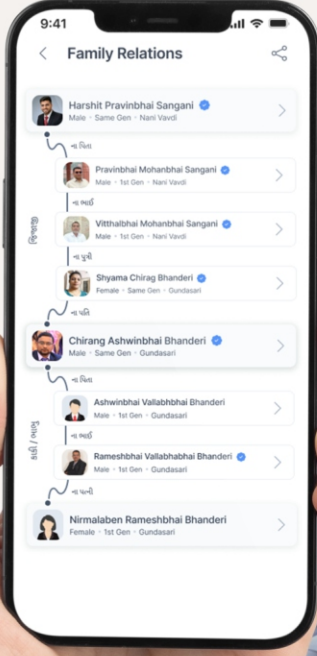 9:41
Family Relations
Harshit Pravinbhai Sangani
Male · Same Gen · Nani Vavdi
ના પિતા
Pravinbhai Mohanbhai Sangani
Male · 1st Gen · Nani Vavdi
ના ભાઈ
Vitthalbhai Mohanbhai Sangani
Male · 1st Gen · Nani Vavdi
ના પુત્રી
Shyama Chirag Bhanderi
Female · Same Gen · Gundasari
ના પતિ
Chirang Ashwinbhai Bhanderi
Male · Same Gen · Gundasari
ના પિતા
Ashwinbhai Vallabhbhai Bhanderi
Male · 1st Gen · Gundasari
ના ભાઈ
Rameshbhai Vallabhabhai Bhanderi
Male · 1st Gen · Gundasari
ના પત્ની
Nirmalaben Rameshbhai Bhanderi
Female · 1st Gen · Gundasari